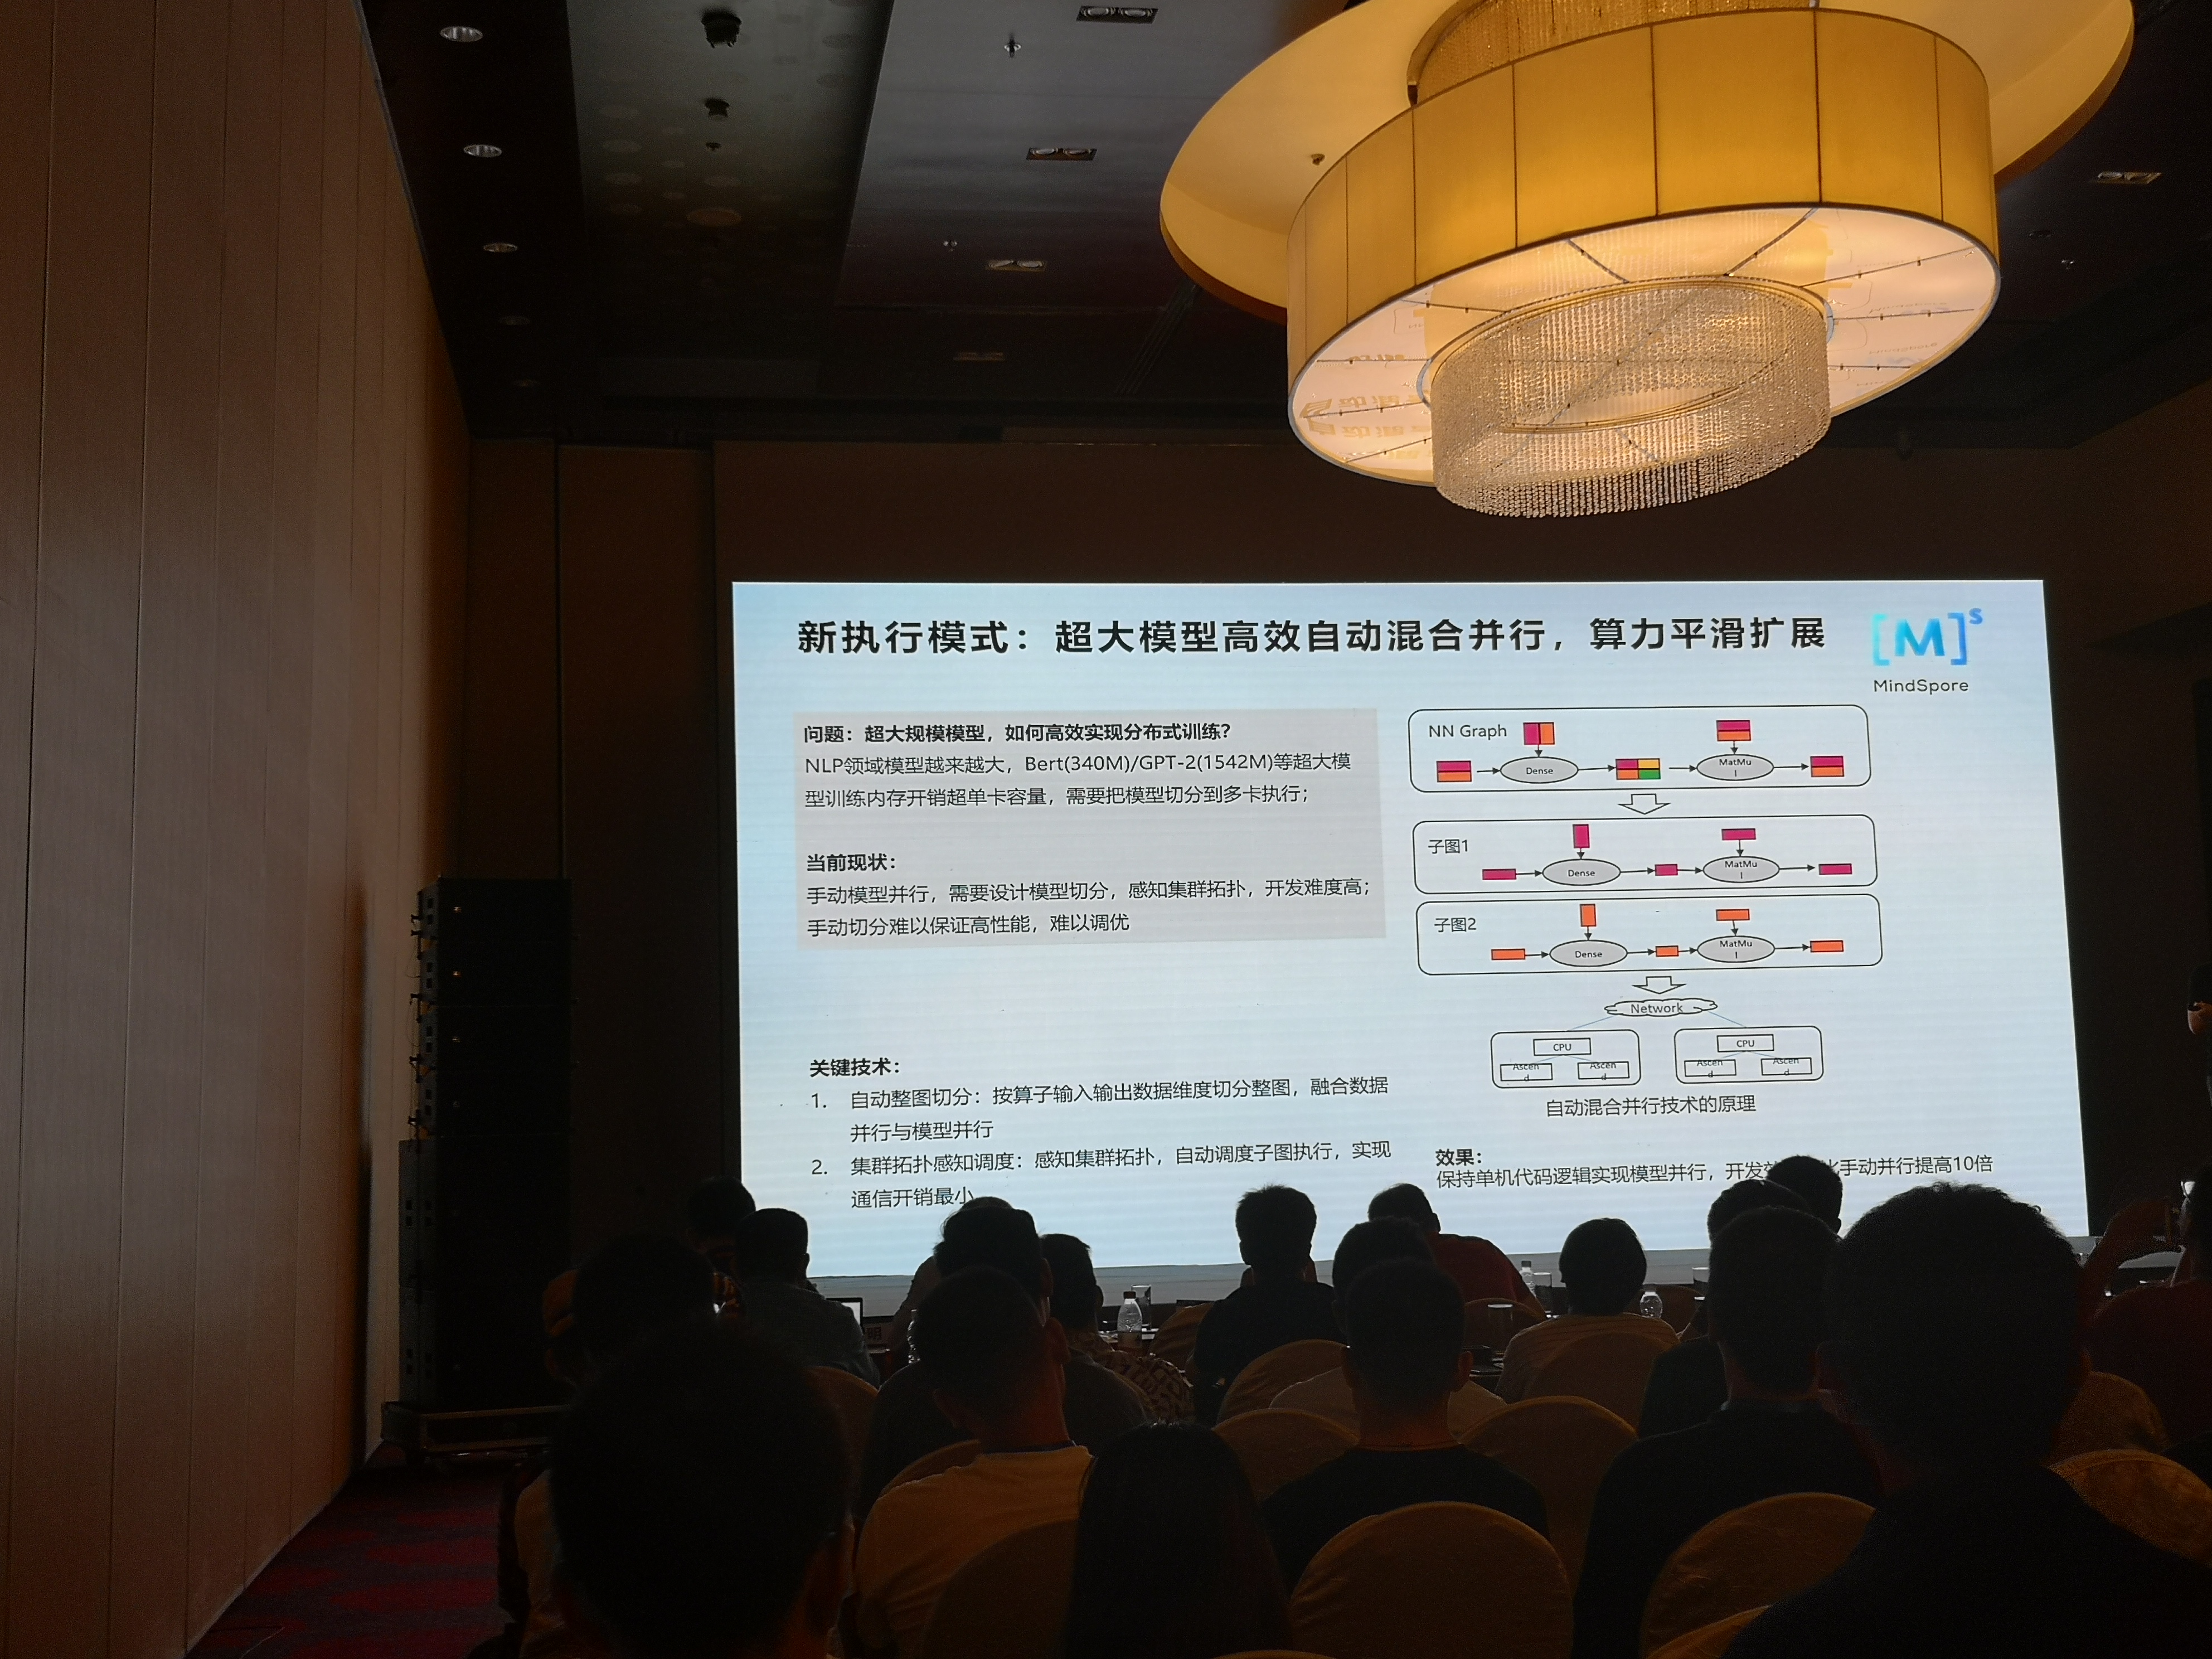 新执行模式：超大模型高效自动混合并行，算力平滑扩展
[M]s
MindSpore
问题：超大规模模型，如何高效实现分布式训练？
NLP领域模型越来越大，Bert(340M)/GPT-2(1542M)等超大模
型训练内存开销超单卡容量，需要把模型切分到多卡执行；
当前现状：
手动模型并行，需要设计模型切分，感知集群拓扑，开发难度高；
手动切分难以保证高性能，难以调优
关键技术：
1. 自动整图切分：按算子输入输出数据维度切分整图，融合数据
并行与模型并行
2. 集群拓扑感知调度：感知集群拓扑，自动调度子图执行，实现
通信开销最小
NN Graph
Dense
MatMu
l
子图1
Dense
MatMu
l
子图2
Dense
MatMu
l
Network
CPU
CPU
Ascen
d
Ascen
d
Ascen
d
Ascen
d
自动混合并行技术的原理
效果：
保持单机代码逻辑实现模型并行，开发 手动并行提高10倍